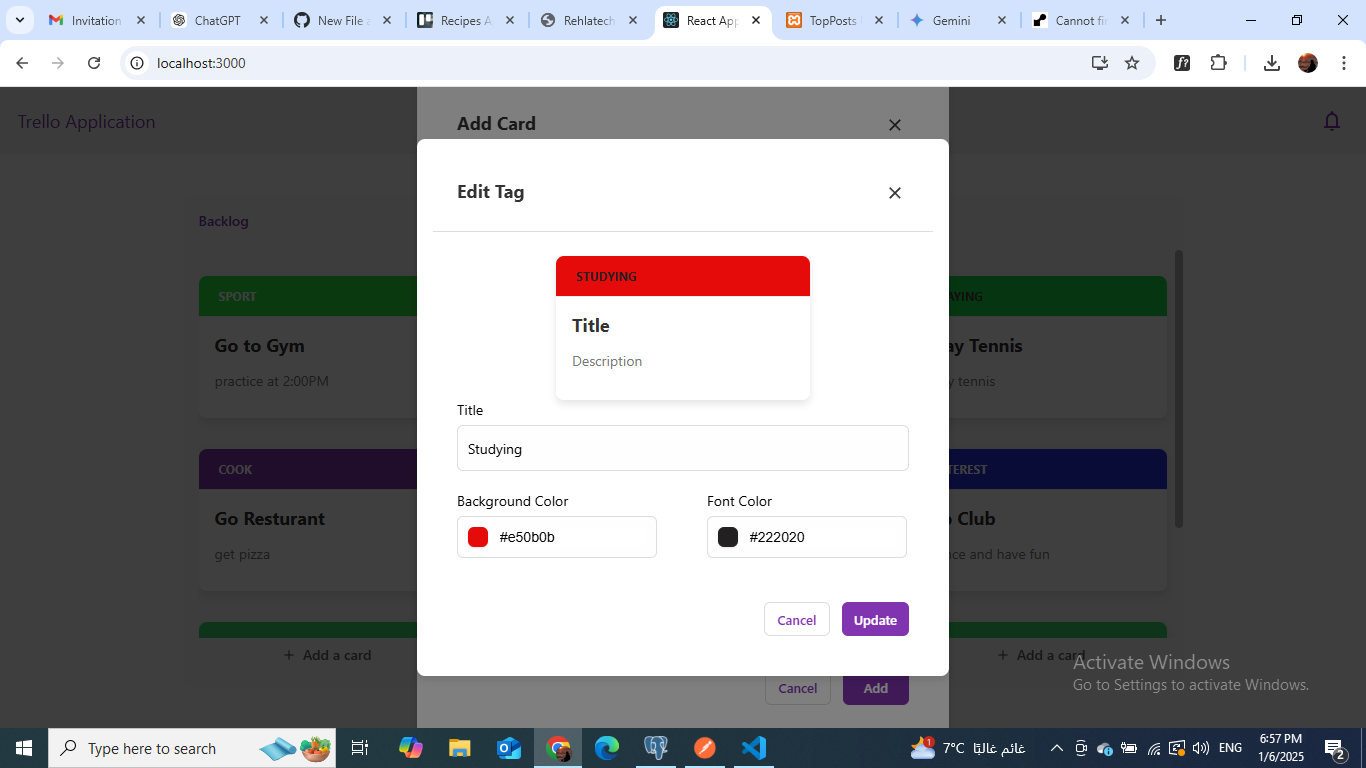 Invitation
ChatGPT
New File a
Recipes A
Rehlatech
React App
TopPosts
Gemini
Cannot fi
localhost:3000
f?
Trello Application
Add Card
Edit Tag
Backlog
STUDYING
Title
Description
SPORT
Go to Gym
practice at 2:00PM
AYING
ay Tennis
y tennis
Title
Studying
COOK
Go Resturant
get pizza
TEREST
Club
ce and have fun
Background Color
Font Color
#e50b0b
#222020
Cancel
Update
+ Add a card
+ Add a card
Cancel
Add
Activate Windows
Go to Settings to activate Windows.
Type here to search
1
7°C غائم غالبًا
ENG
6:57 PM
1/6/2025
2